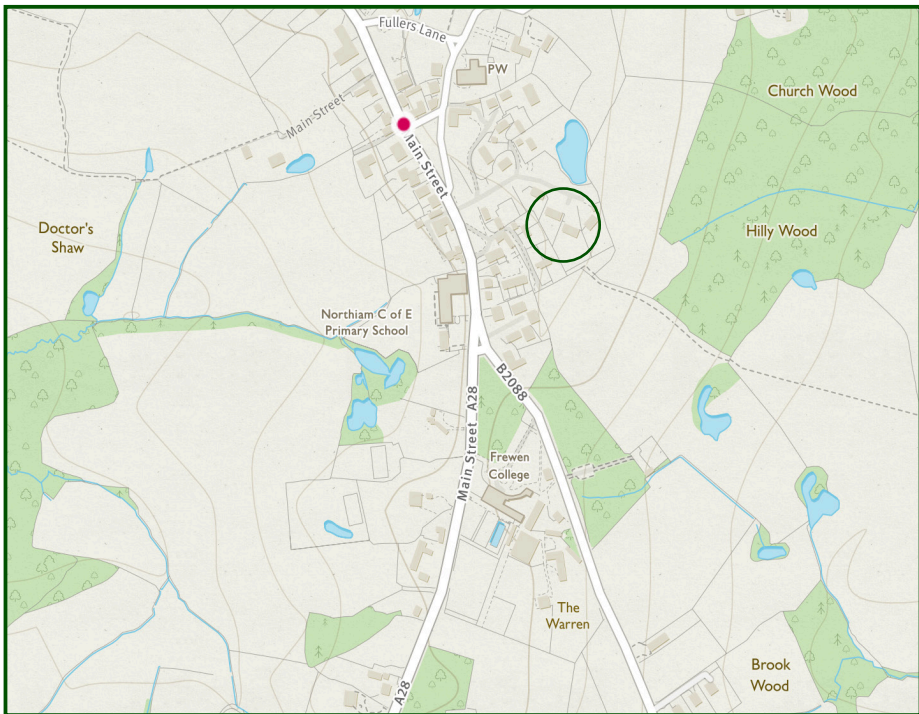 Fullers Lane
PW
Church Wood
Main Street
Main Street
Doctor's
Shaw
Hilly Wood
Northiam C of E
Primary School
B2088
Main Street A28
Frewen
College
The
Warren
Brook
Wood
A28